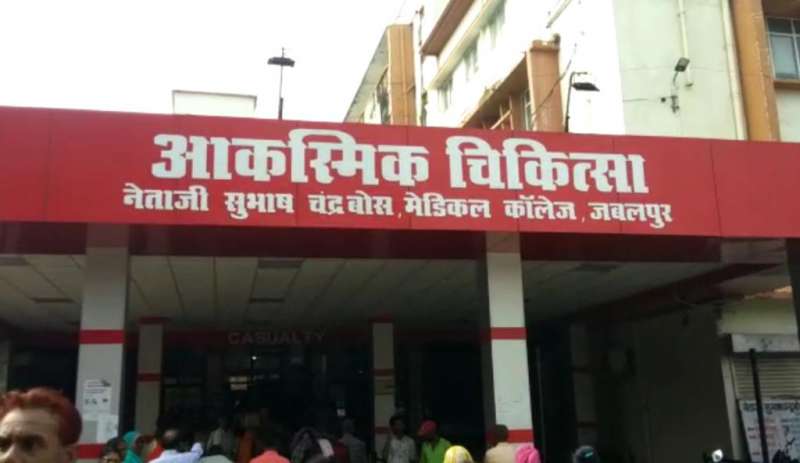 आकस्मिक चिकित्सा
नेताजी सुभाष चंद्र बोस, मेडिकल कॉलेज, जबलपुर
CASUALTY